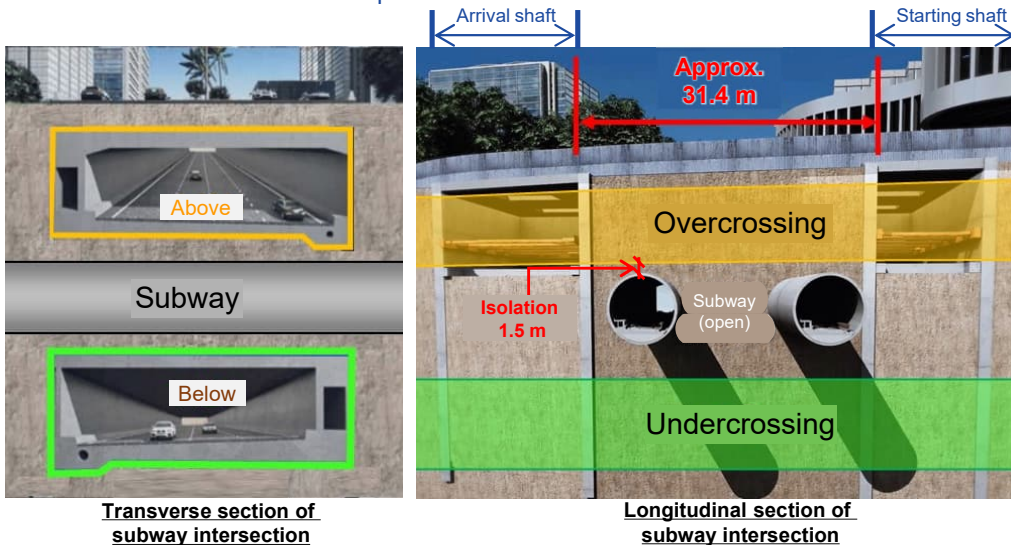 Arrival shaft
Starting shaft
Approx.
31.4 m
Above
Subway
Below
Overcrossing
Isolation
1.5 m
Subway
(open)
Undercrossing
Transverse section of
subway intersection
Longitudinal section of
subway intersection